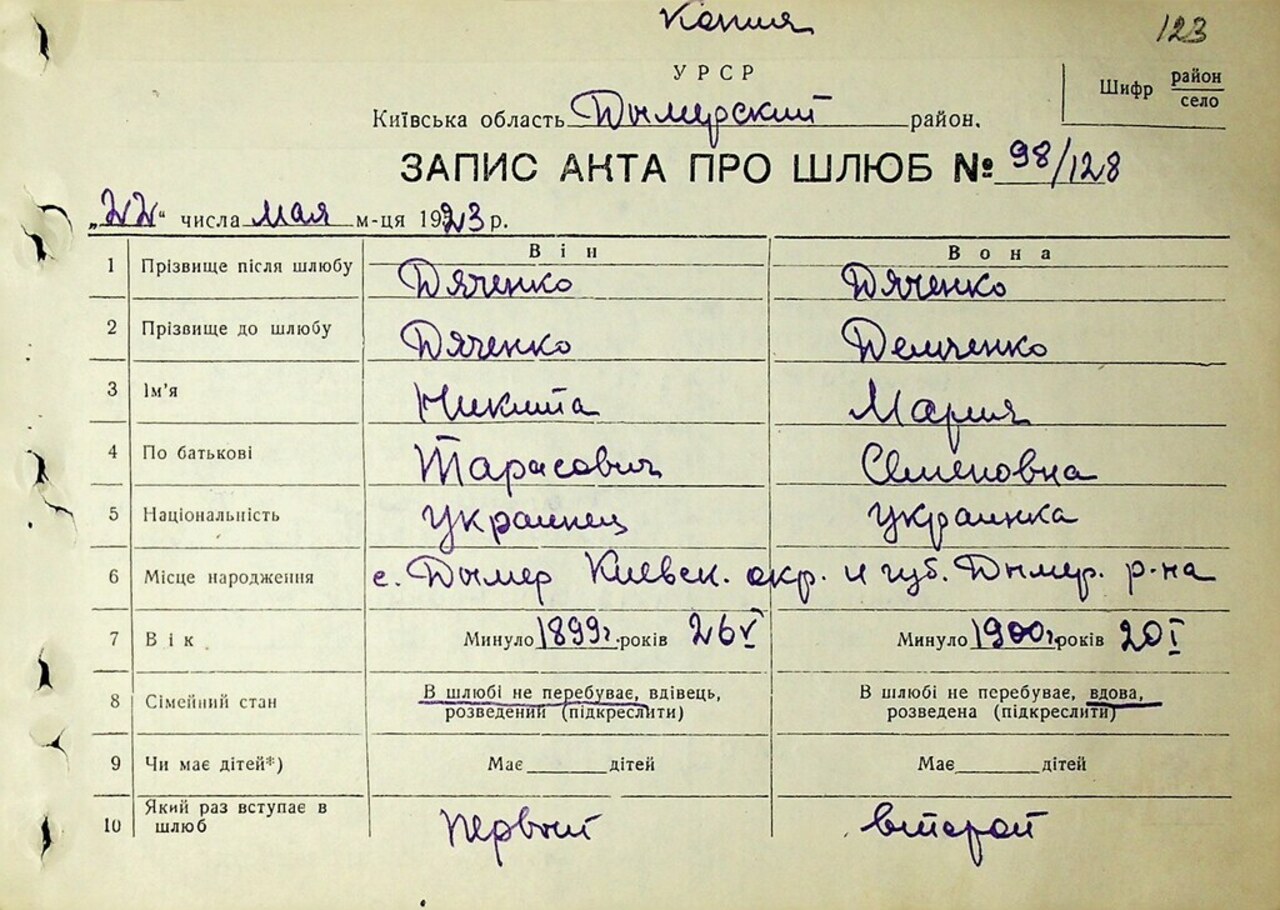 Копия
123
УРСР
Шифр район
село
Київська область Дымерский район.
ЗАПИС АКТА ПРО ШЛЮБ № 98/128
„22“ числа мая м-ця 1923 р.
Він Вона
1 Прізвище після шлюбу Дяченко Дяченко
2 Прізвище до шлюбу Дяченко Демченко
3 Ім'я Никита Мария
4 По батькові Тарасович Семеновна
5 Національність украинец украинка
6 Місце народження с. Дымер Киевск. окр. и губ. Дымер. р-на
7 Вік Минуло 1899г. років 26 V Минуло 1900г. років 20 I
8 Сімейний стан В шлюбі не перебуває, вдівець, В шлюбі не перебуває, вдова,
розведений (підкреслити) розведена (підкреслити)
9 Чи має дітей*) Має дітей Має дітей
10 Який раз вступає в шлюб первый второй